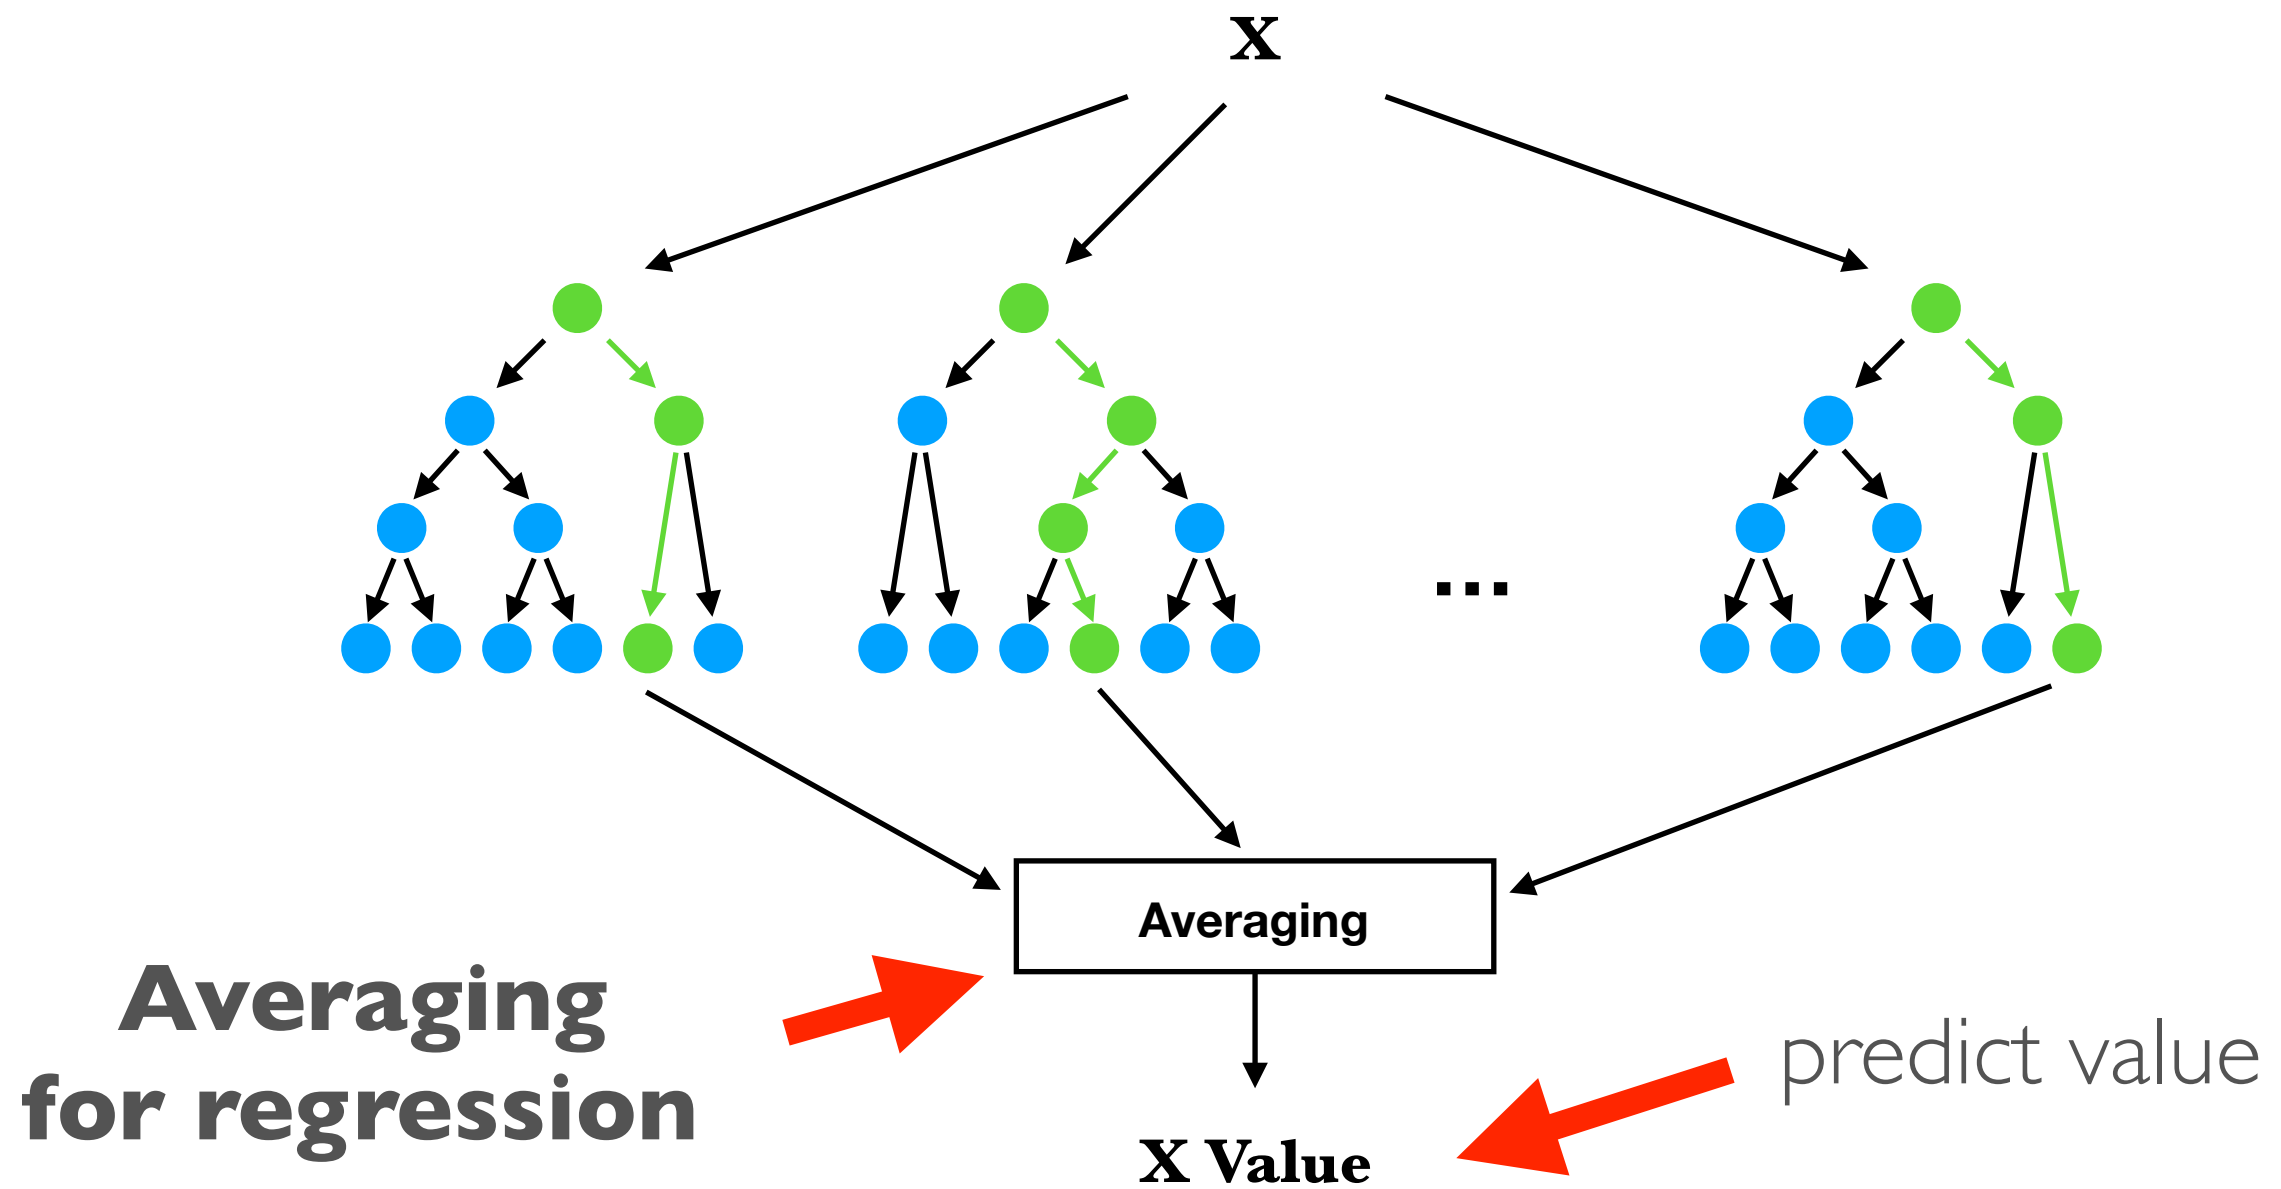 x
...
Averaging
Averaging
for regression
predict value
X Value